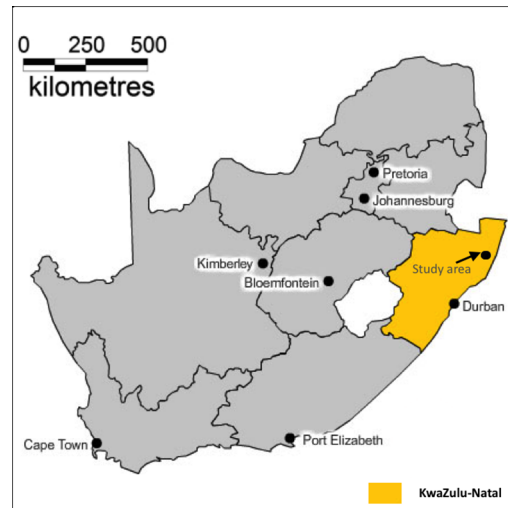 0 250 500
kilometres
Pretoria
Johannesburg
Kimberley
Bloemfontein
Study area
Durban
Cape Town
Port Elizabeth
KwaZulu-Natal